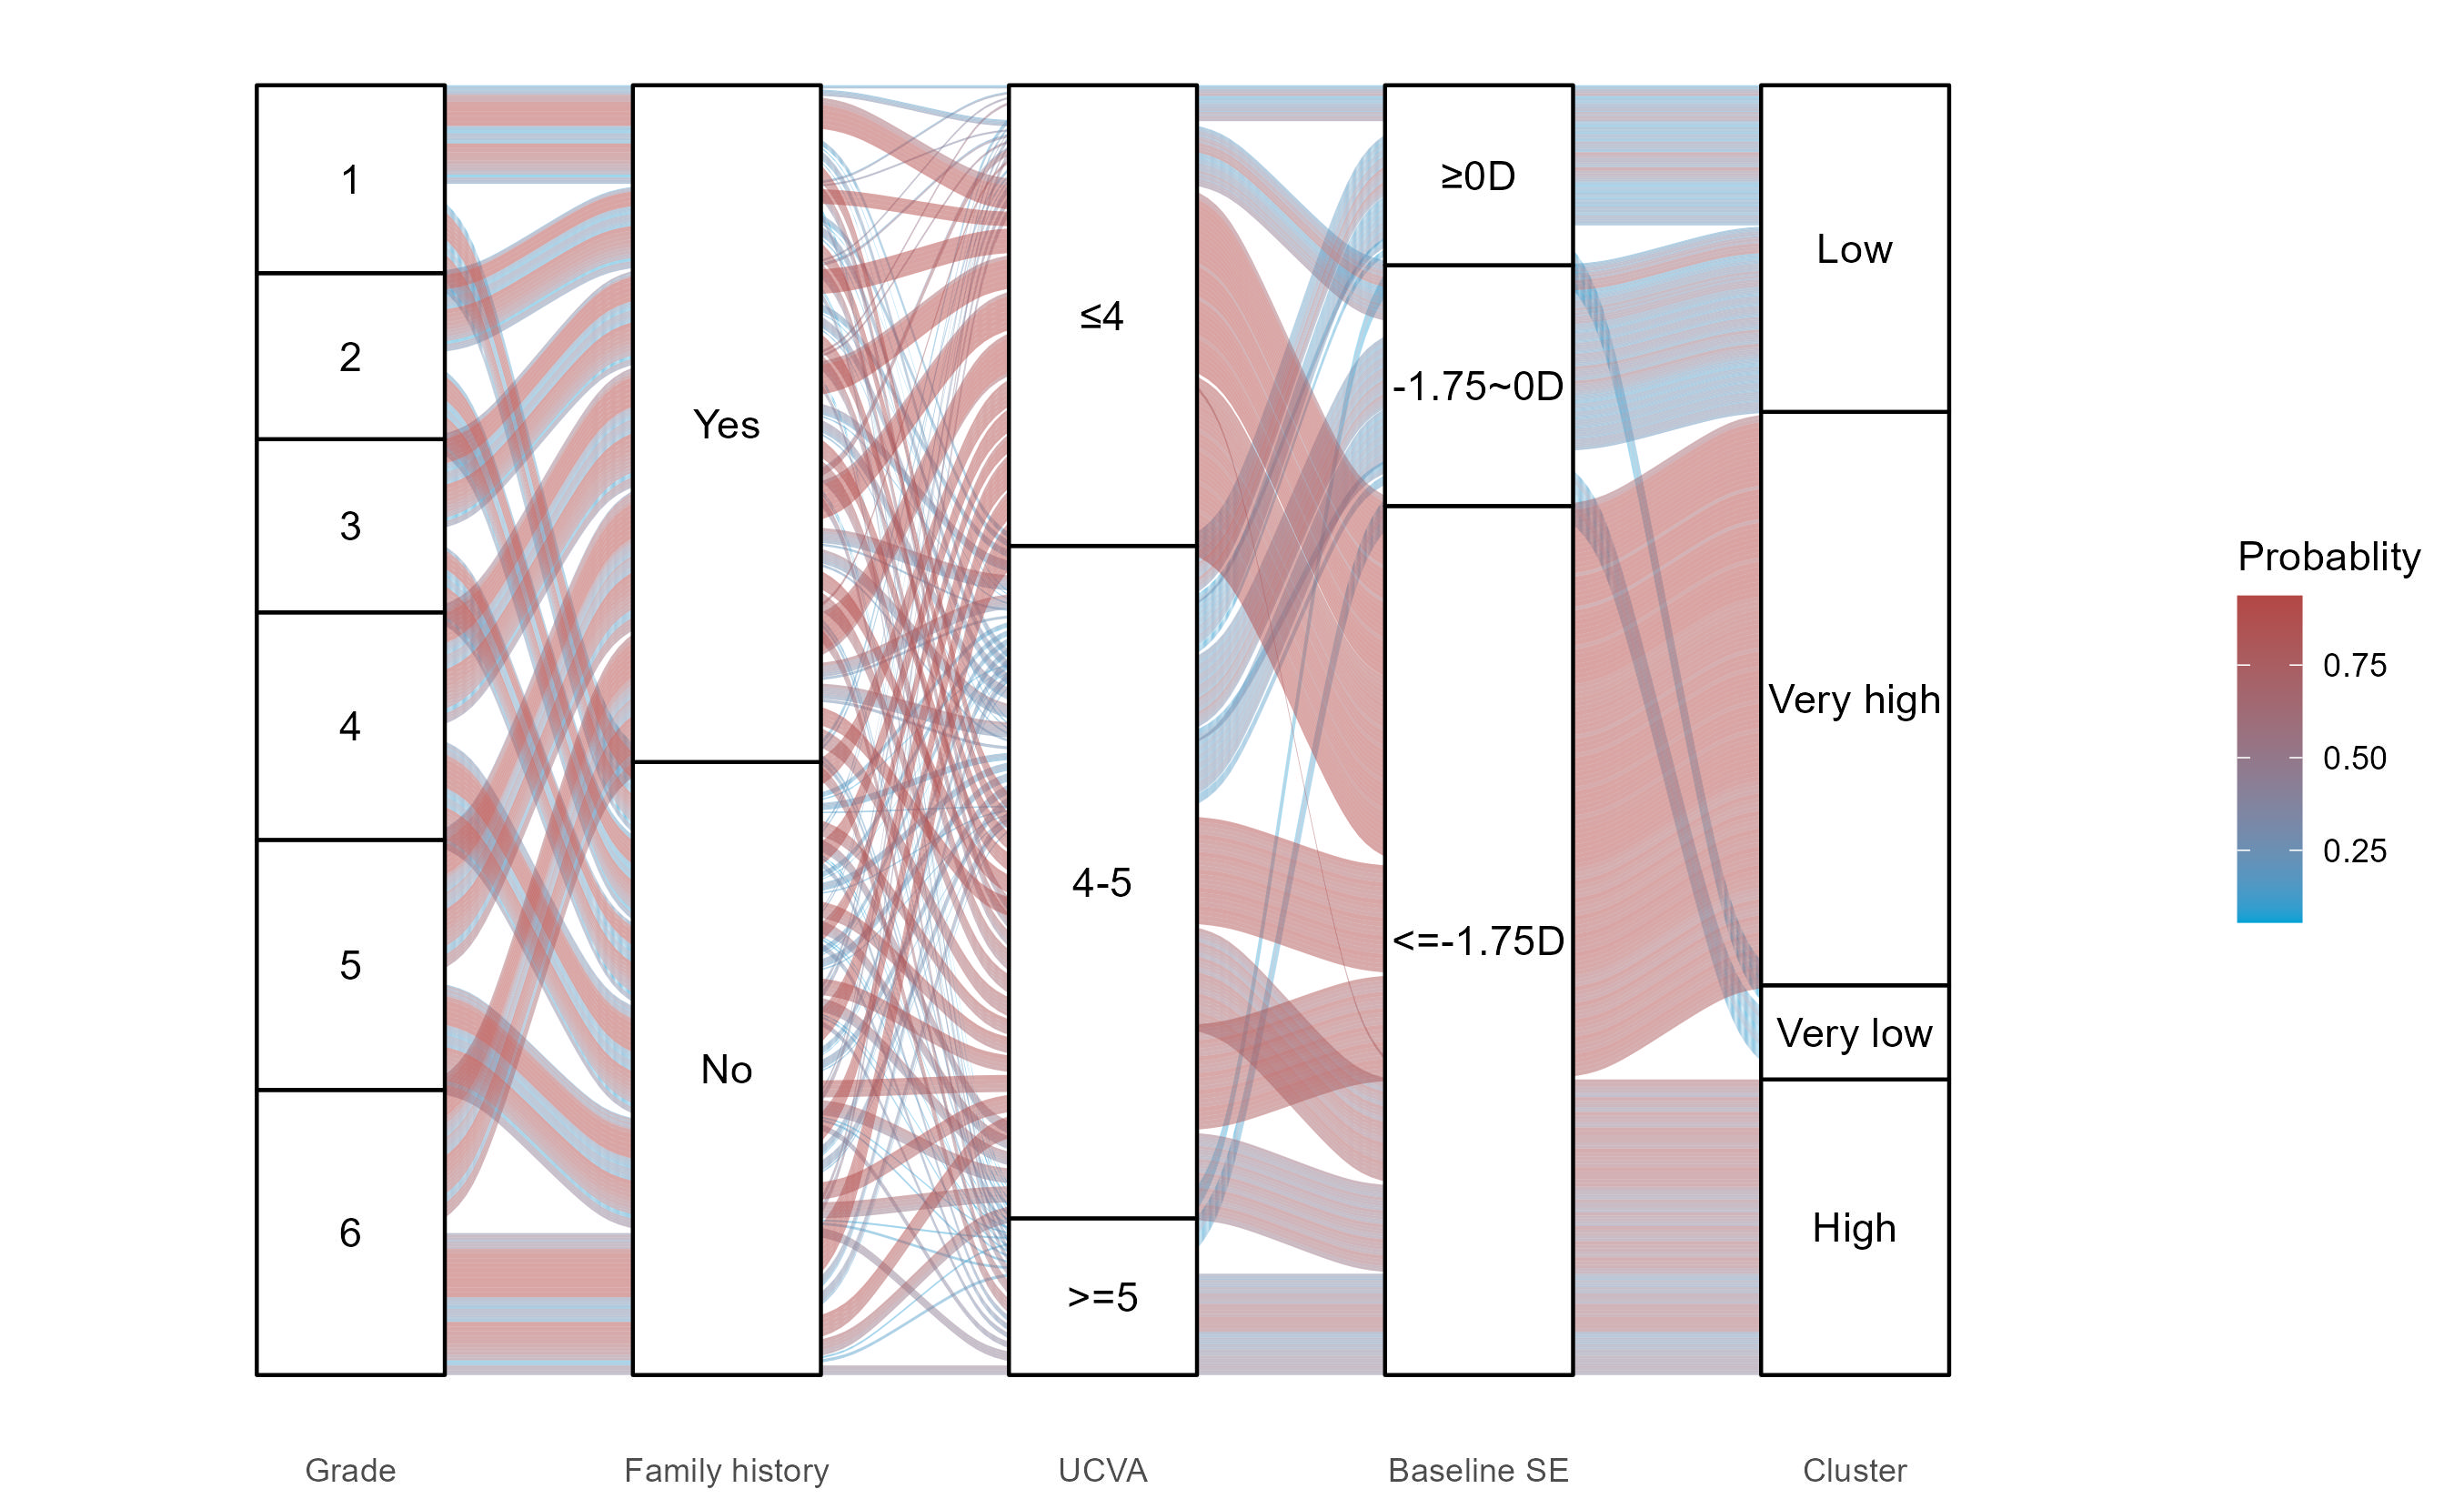 1
2
3
4
5
6
Yes
No
≤4
4-5
>=5
≥0D
-1.75~0D
<=-1.75D
Low
Very high
Very low
High
Probablity
0.75
0.50
0.25
Grade
Family history
UCVA
Baseline SE
Cluster